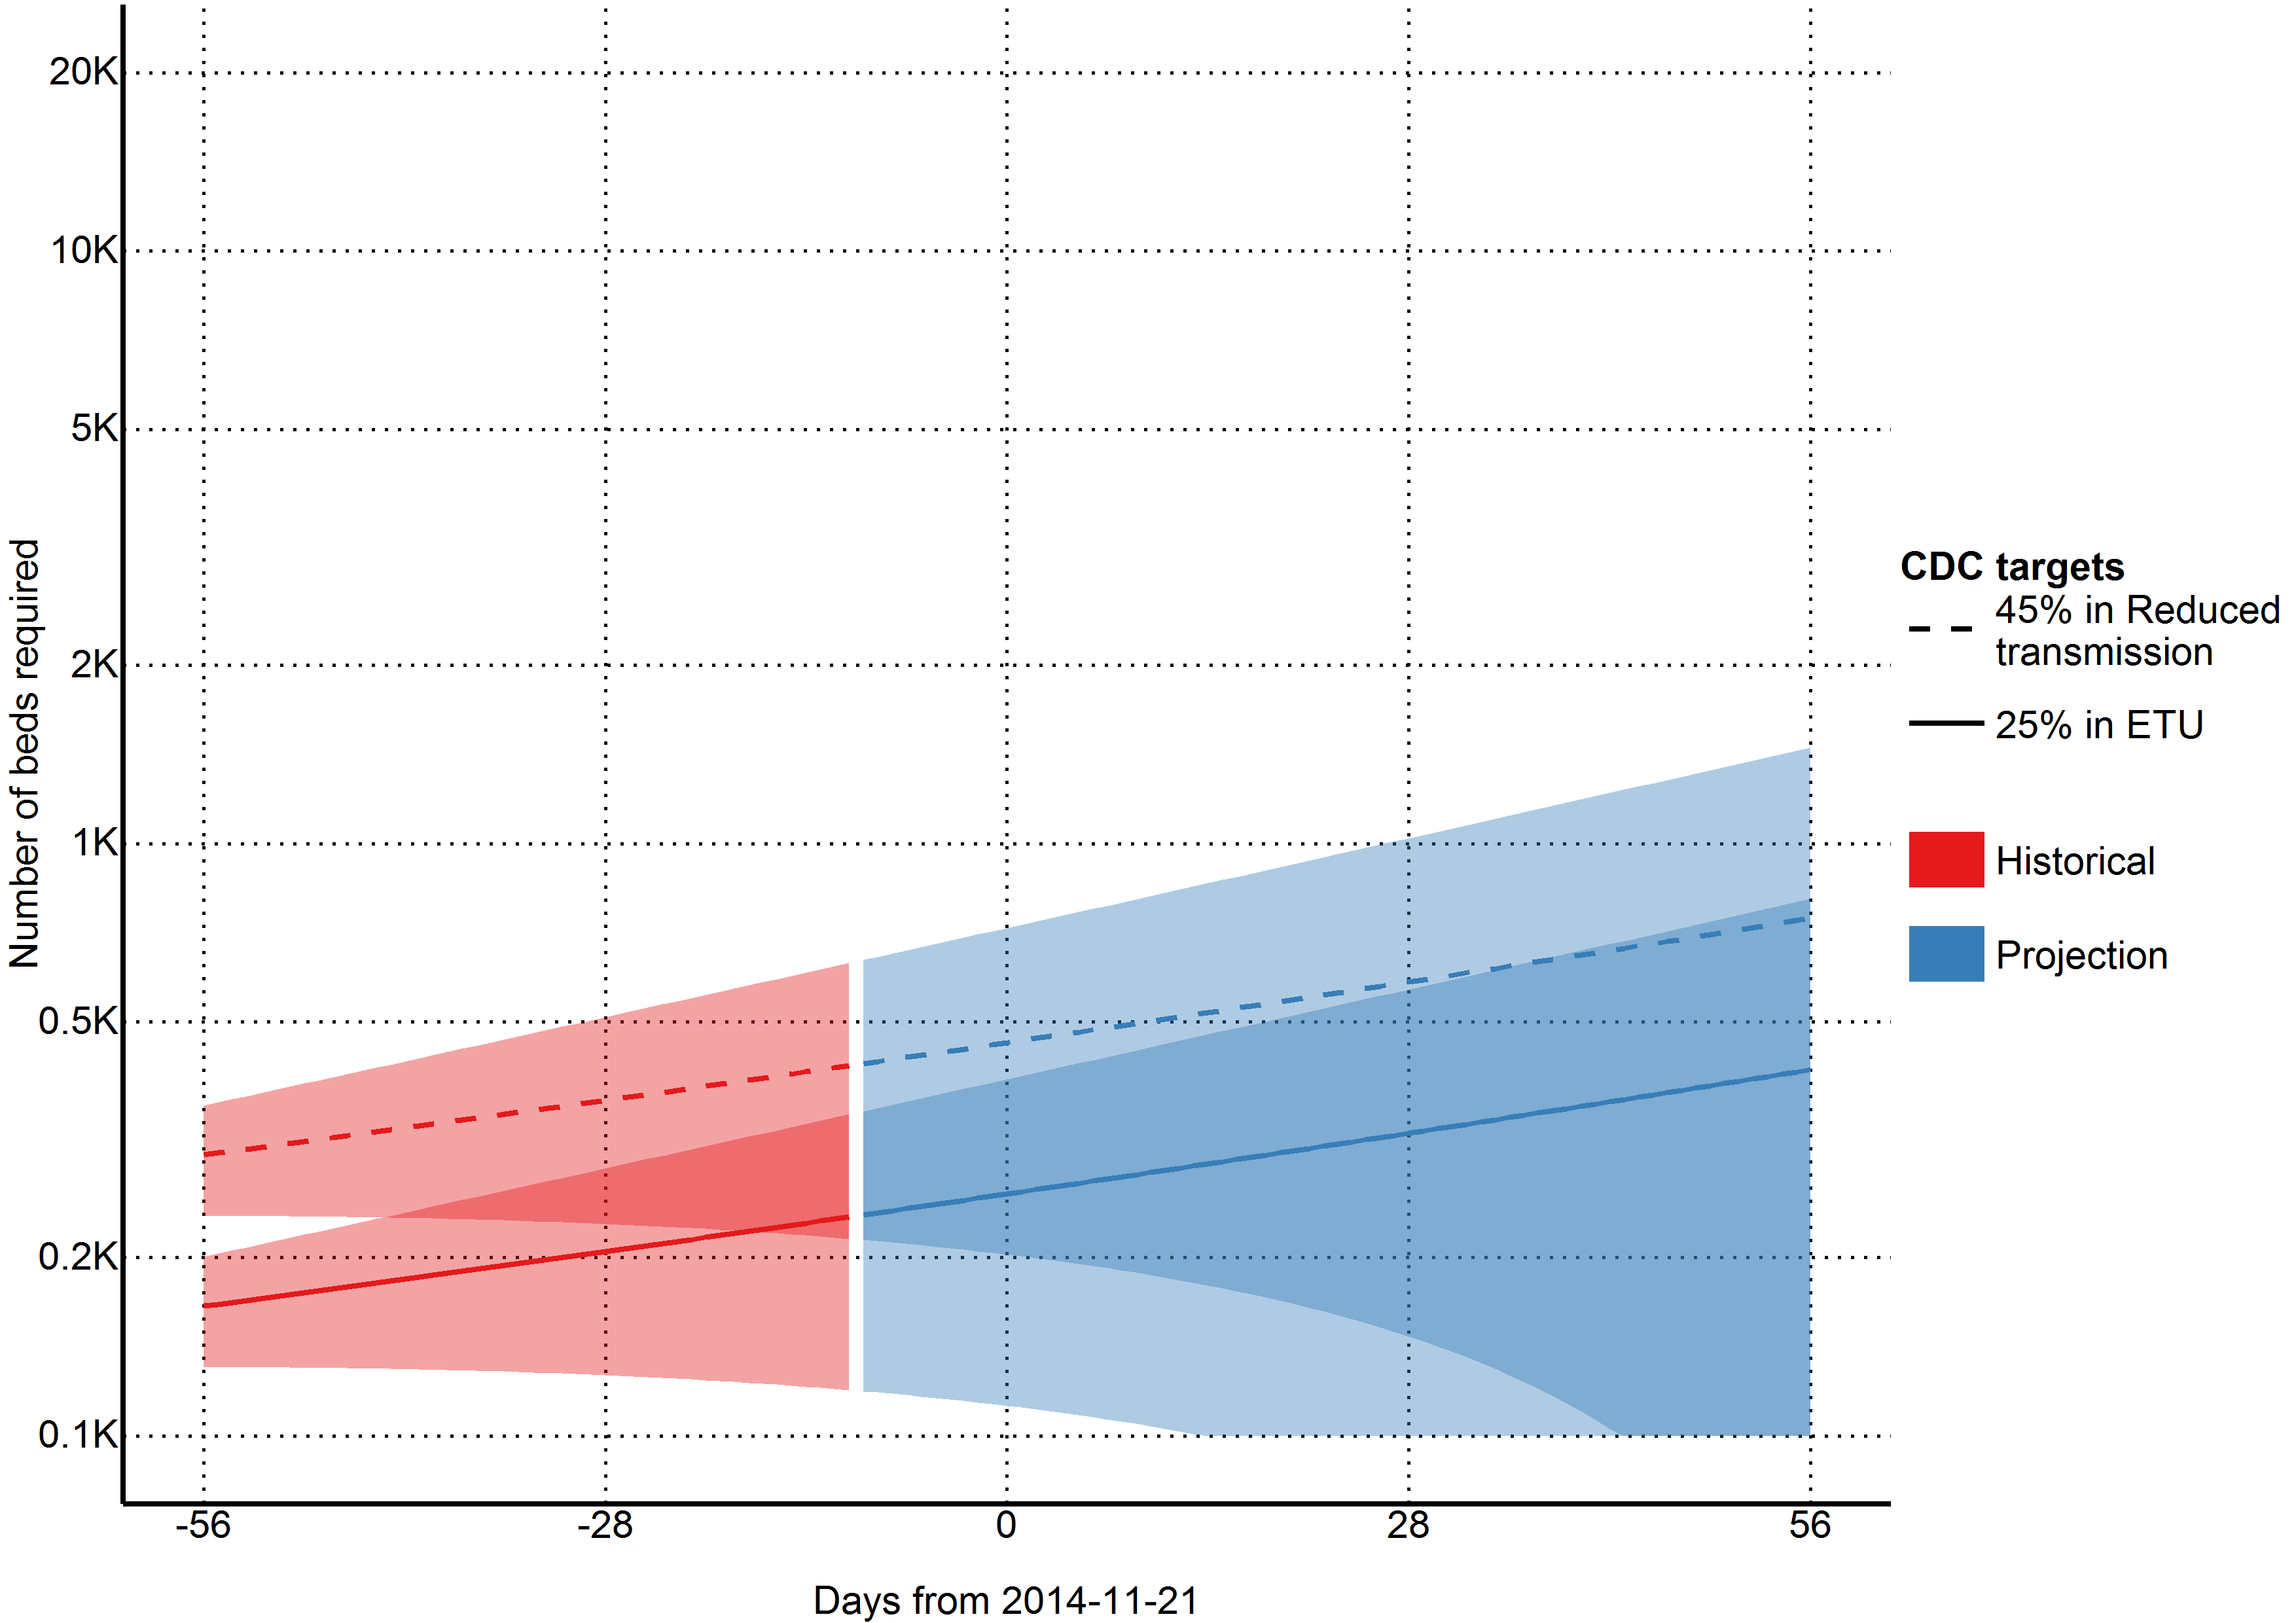 20K
10K
5K
2K
1K
0.5K
0.2K
0.1K
Number of beds required
-56
-28
0
28
56
Days from 2014-11-21
CDC targets
45% in Reduced
transmission
25% in ETU
Historical
Projection